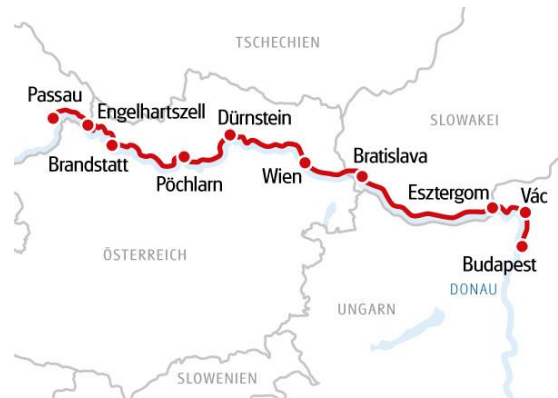 TSCHECHIEN
Passau
Engelhartszell
Dürnstein
SLOWAKEI
Brandstatt
Pöchlarn
Wien
Bratislava
Esztergom
Vác
ÖSTERREICH
Budapest
DONAU
UNGARN
SLOWENIEN